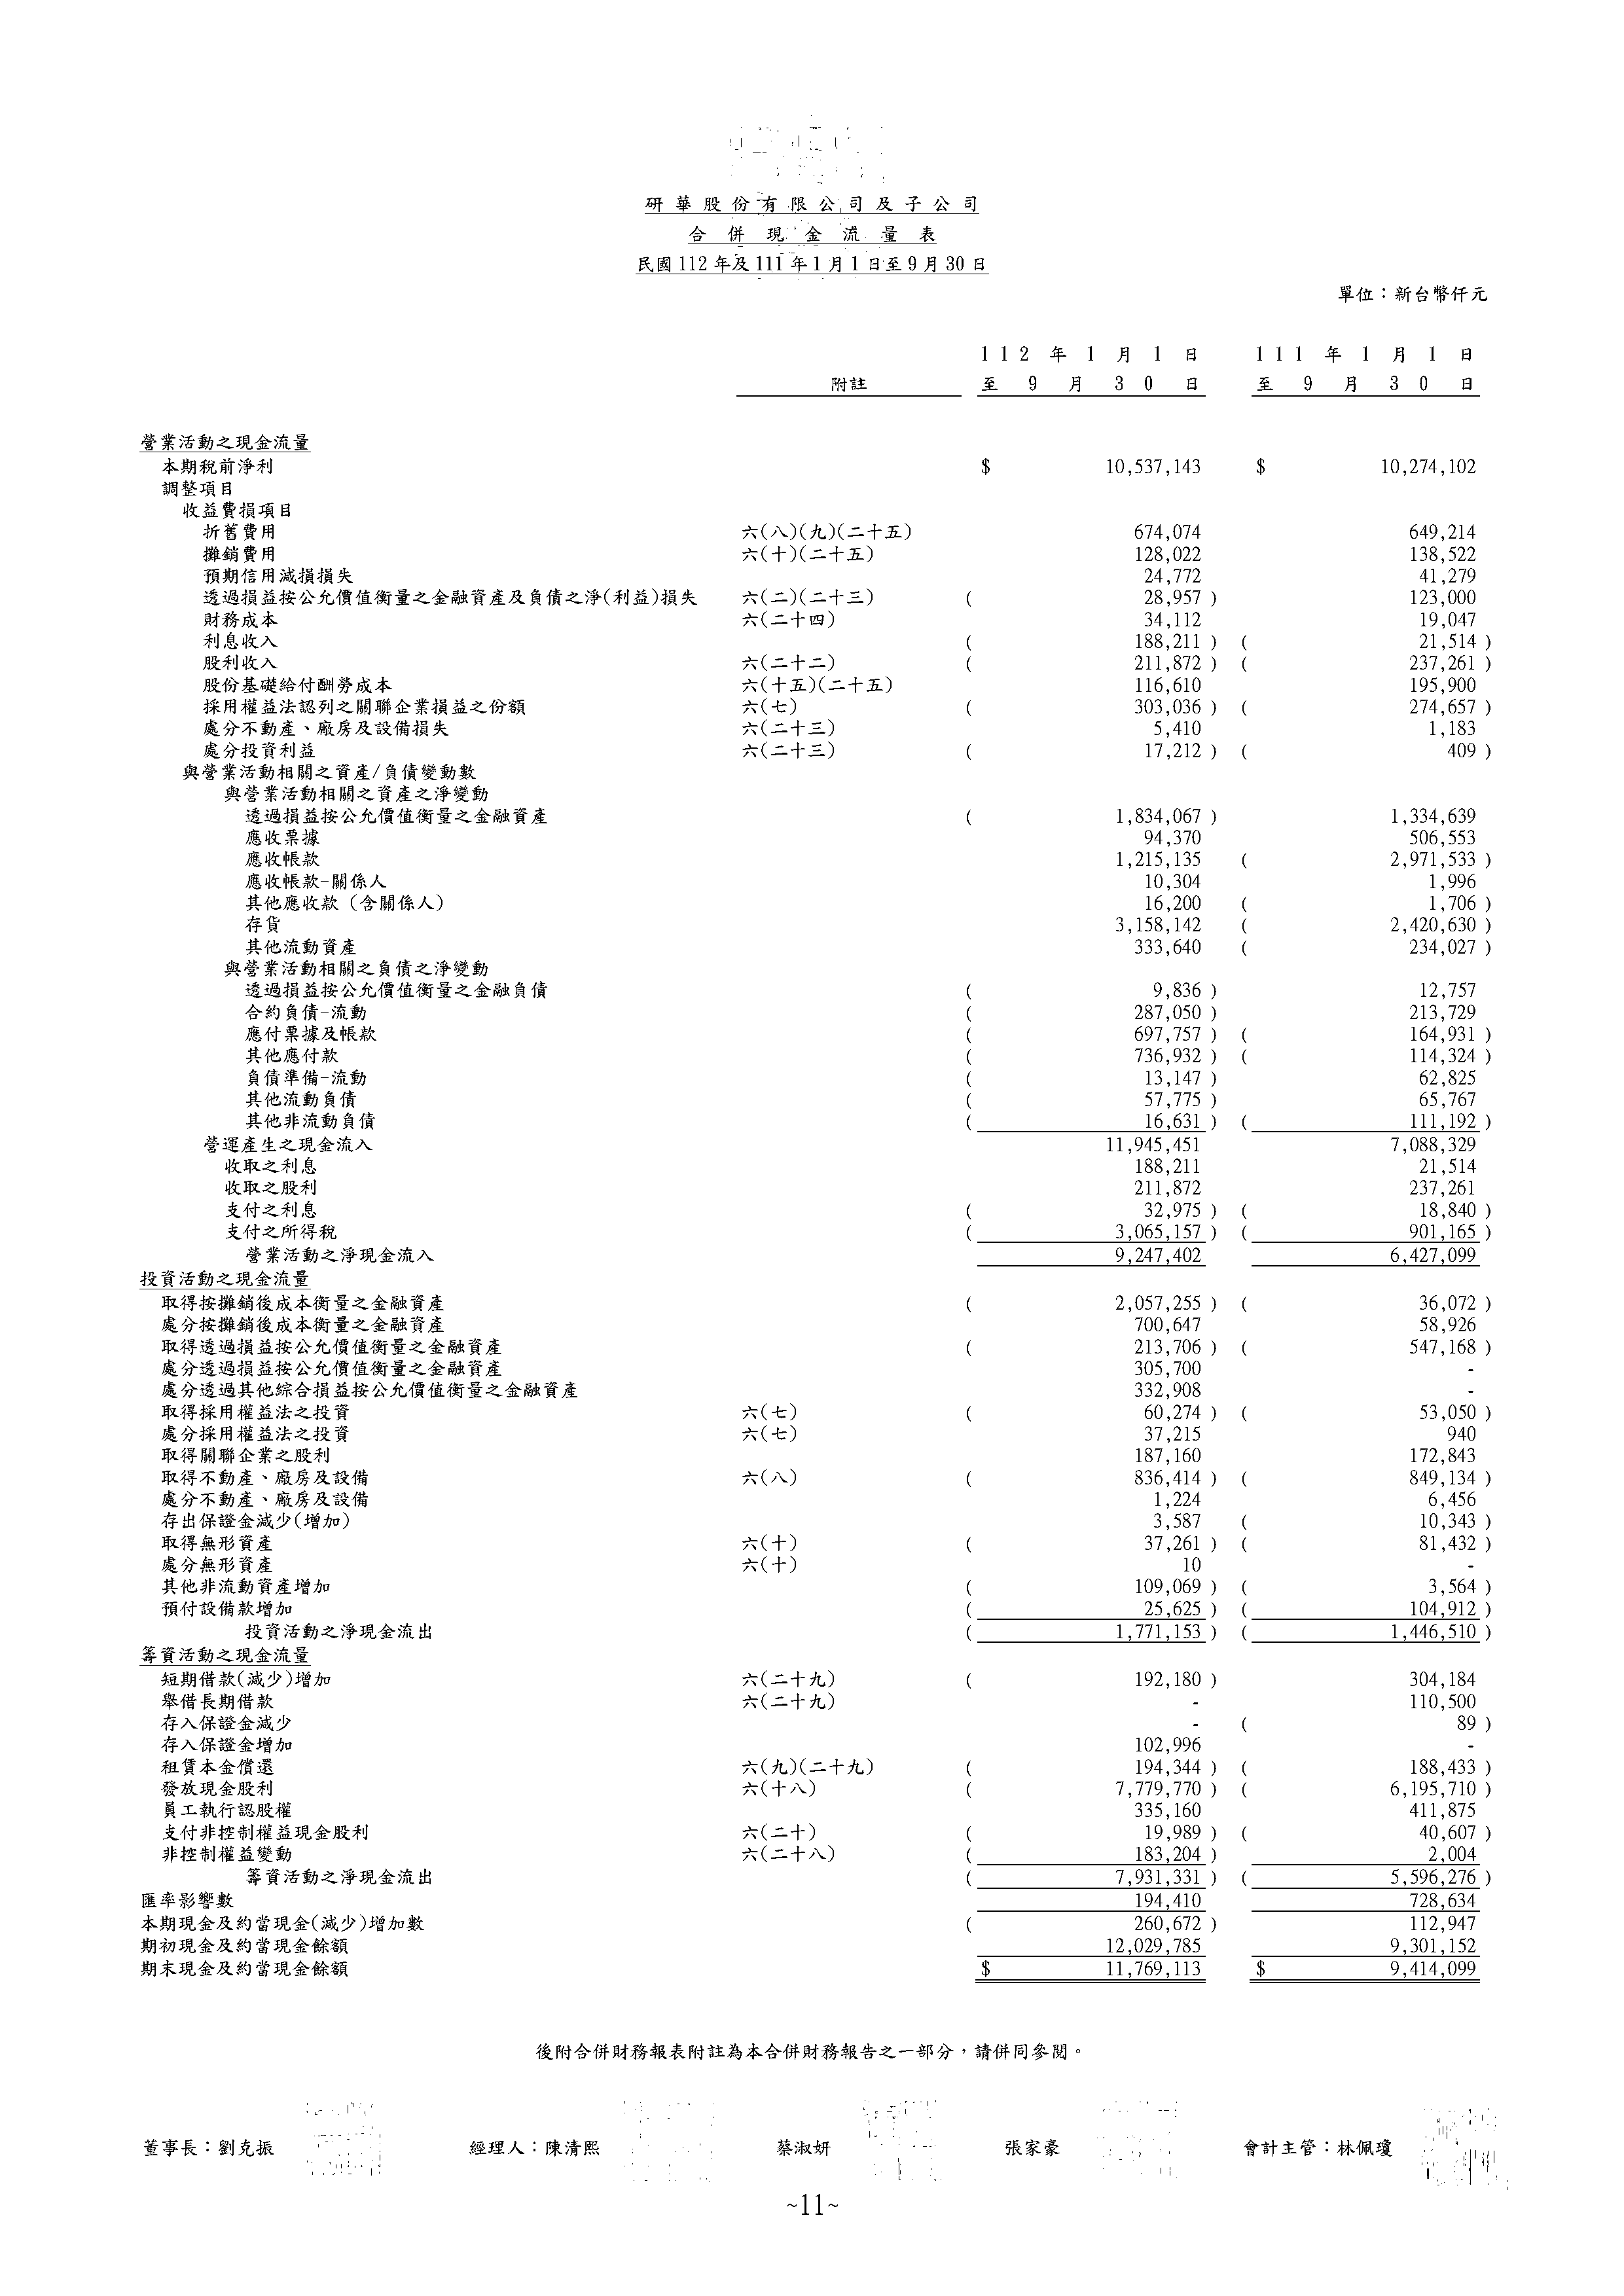 研華股份有限公司及子公司
合併現金流量表
民國112年及111年1月1日至9月30日
單位：新台幣仟元
112年1月1日 111年1月1日
附註 至9月30日 至9月30日
營業活動之現金流量
本期稅前淨利 $ 10,537,143 $ 10,274,102
調整項目
收益費損項目
折舊費用 六(八)(九)(二十五) 674,074 649,214
攤銷費用 六(十)(二十五) 128,022 138,522
預期信用減損損失 24,772 41,279
透過損益按公允價值衡量之金融資產及負債之淨(利益)損失 六(二)(二十三) ( 28,957 ) 123,000
財務成本 六(二十四) 34,112 19,047
利息收入 ( 188,211 ) ( 21,514 )
股利收入 六(二十二) ( 211,872 ) ( 237,261 )
股份基礎給付酬勞成本 六(十五)(二十五) 116,610 195,900
採用權益法認列之關聯企業損益之份額 六(七) ( 303,036 ) ( 274,657 )
處分不動產、廠房及設備損失 六(二十三) 5,410 1,183
處分投資利益 六(二十三) ( 17,212 ) ( 409 )
與營業活動相關之資產/負債變動數
與營業活動相關之資產之淨變動
透過損益按公允價值衡量之金融資產 ( 1,834,067 ) 1,334,639
應收票據 94,370 506,553
應收帳款 1,215,135 ( 2,971,533 )
應收帳款-關係人 10,304 1,996
其他應收款（含關係人） 16,200 ( 1,706 )
存貨 3,158,142 ( 2,420,630 )
其他流動資產 333,640 ( 234,027 )
與營業活動相關之負債之淨變動
透過損益按公允價值衡量之金融負債 ( 9,836 ) 12,757
合約負債-流動 ( 287,050 ) 213,729
應付票據及帳款 ( 697,757 ) ( 164,931 )
其他應付款 ( 736,932 ) ( 114,324 )
負債準備-流動 ( 13,147 ) 62,825
其他流動負債 ( 57,775 ) 65,767
其他非流動負債 ( 16,631 ) ( 111,192 )
營運產生之現金流入 11,945,451 7,088,329
收取之利息 188,211 21,514
收取之股利 211,872 237,261
支付之利息 ( 32,975 ) ( 18,840 )
支付之所得稅 ( 3,065,157 ) ( 901,165 )
營業活動之淨現金流入 9,247,402 6,427,099
投資活動之現金流量
取得按攤銷後成本衡量之金融資產 ( 2,057,255 ) ( 36,072 )
處分按攤銷後成本衡量之金融資產 700,647 58,926
取得透過損益按公允價值衡量之金融資產 ( 213,706 ) ( 547,168 )
處分透過損益按公允價值衡量之金融資產 305,700 -
處分透過其他綜合損益按公允價值衡量之金融資產 332,908 -
取得採用權益法之投資 六(七) ( 60,274 ) ( 53,050 )
處分採用權益法之投資 六(七) 37,215 940
取得關聯企業之股利 187,160 172,843
取得不動產、廠房及設備 六(八) ( 836,414 ) ( 849,134 )
處分不動產、廠房及設備 1,224 6,456
存出保證金減少(增加) 3,587 ( 10,343 )
取得無形資產 六(十) ( 37,261 ) ( 81,432 )
處分無形資產 六(十) 10 -
其他非流動資產增加 ( 109,069 ) ( 3,564 )
預付設備款增加 ( 25,625 ) ( 104,912 )
投資活動之淨現金流出 ( 1,771,153 ) ( 1,446,510 )
籌資活動之現金流量
短期借款(減少)增加 六(二十九) ( 192,180 ) 304,184
舉借長期借款 六(二十九) - 110,500
存入保證金減少 - ( 89 )
存入保證金增加 102,996 -
租賃本金償還 六(九)(二十九) ( 194,344 ) ( 188,433 )
發放現金股利 六(十八) ( 7,779,770 ) ( 6,195,710 )
員工執行認股權 335,160 411,875
支付非控制權益現金股利 六(二十) ( 19,989 ) ( 40,607 )
非控制權益變動 六(二十八) ( 183,204 ) 2,004
籌資活動之淨現金流出 ( 7,931,331 ) ( 5,596,276 )
匯率影響數 194,410 728,634
本期現金及約當現金(減少)增加數 ( 260,672 ) 112,947
期初現金及約當現金餘額 12,029,785 9,301,152
期末現金及約當現金餘額 $ 11,769,113 $ 9,414,099
後附合併財務報表附註為本合併財務報告之一部分，請併同參閱。
董事長：劉克振 經理人：陳清熙 蔡淑妍 張家豪 會計主管：林佩瓊
~11~